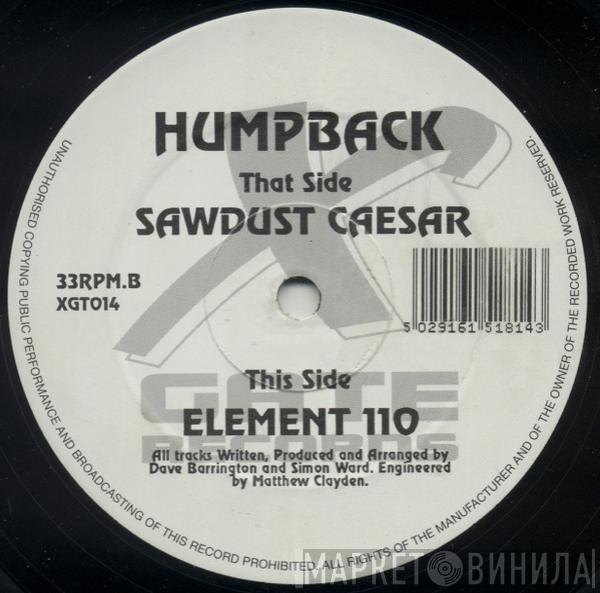 HUMPBACK
That Side
SAWDUST CAESAR
33RPM.B
XGT014
5 029161 518143
This Side
ELEMENT 110
X
GATE
RECORDS
All tracks Written, Produced and Arranged by
Dave Barrington and Simon Ward. Engineered
by Matthew Clayden.
UNAUTHORISED COPYING PUBLIC PERFORMANCE AND BROADCASTING OF THIS RECORD PROHIBITED. ALL RIGHTS OF THE MANUFACTURER AND OF THE OWNER OF THE RECORDED WORK RESERVED.
МАРКЕТ ВИНИЛА